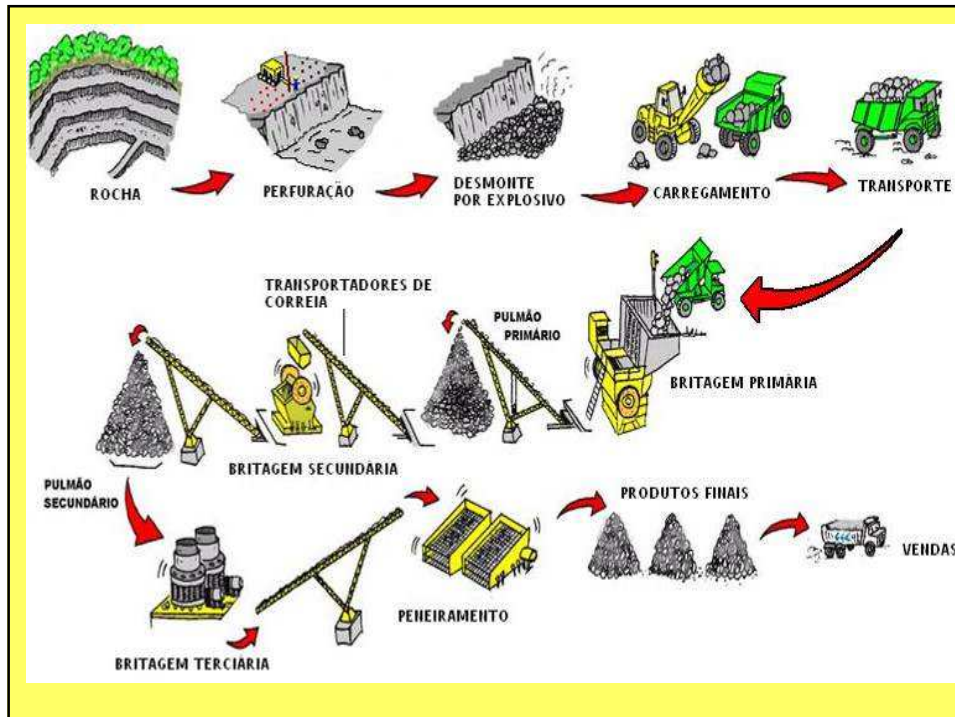 ROCHA
PERFURAÇÃO
DESMONTE
POR EXPLOSIVO
CARREGAMENTO
TRANSPORTE
TRANSPORTADORES DE
CORREIA
PULMÃO
PRIMÁRIO
BRITAGEM PRIMÁRIA
BRITAGEM SECUNDÁRIA
PULMÃO
SECUNDÁRIO
PRODUTOS FINAIS
VENDAS
PENEIRAMENTO
BRITAGEM TERCIÁRIA